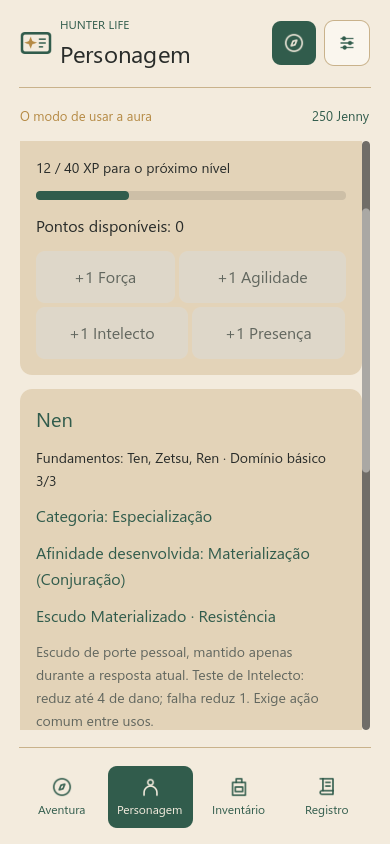 HUNTER LIFE
Personagem
O modo de usar a aura
250 Jenny
12 / 40 XP para o próximo nível
Pontos disponíveis: 0
+1 Força
+1 Agilidade
+1 Intelecto
+1 Presença
Nen
Fundamentos: Ten, Zetsu, Ren · Domínio básico
3/3
Categoria: Especialização
Afinidade desenvolvida: Materialização
(Conjuração)
Escudo Materializado · Resistência
Escudo de porte pessoal, mantido apenas
durante a resposta atual. Teste de Intelecto:
reduz até 4 de dano; falha reduz 1. Exige ação
comum entre usos.
Aventura
Personagem
Inventário
Registro